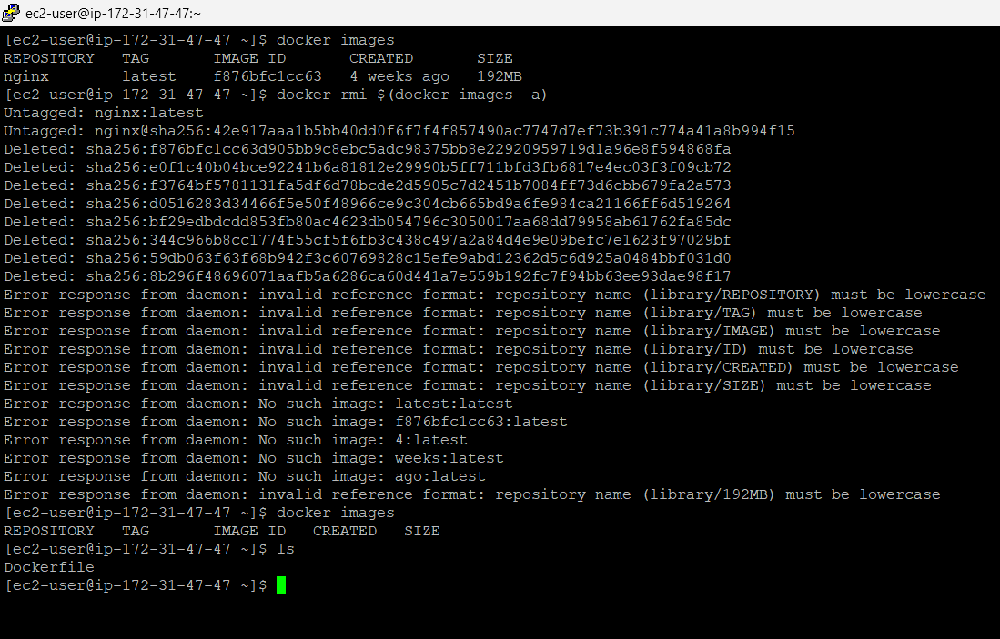 ec2-user@ip-172-31-47-47:~
[ec2-user@ip-172-31-47-47 ~]$ docker images
REPOSITORY   TAG       IMAGE ID       CREATED       SIZE
nginx        latest    f876bfc1cc63   4 weeks ago   192MB
[ec2-user@ip-172-31-47-47 ~]$ docker rmi $(docker images -a)
Untagged: nginx:latest
Untagged: nginx@sha256:42e917aaa1b5bb40dd0f6f7f4f857490ac7747d7ef73b391c774a41a8b994f15
Deleted: sha256:f876bfc1cc63d905bb9c8ebc5adc98375bb8e22920959719d1a96e8f594868fa
Deleted: sha256:e0f1c40b04bce92241b6a81812e29990b5ff711bfd3fb6817e4ec03f3f09cb72
Deleted: sha256:f3764bf5781131fa5df6d78bcde2d5905c7d2451b7084ff73d6cbb679fa2a573
Deleted: sha256:d0516283d34466f5e50f48966ce9c304cb665bd9a6fe984ca21166ff6d519264
Deleted: sha256:bf29edbdcdd853fb80ac4623db054796c3050017aa68dd79958ab61762fa85dc
Deleted: sha256:344c966b8cc1774f55cf5f6fb3c438c497a2a84d4e9e09befc7e1623f97029bf
Deleted: sha256:59db063f63f68b942f3c60769828c15efe9abd12362d5c6d925a0484bbf031d0
Deleted: sha256:8b296f48696071aafb5a6286ca60d441a7e559b192fc7f94bb63ee93dae98f17
Error response from daemon: invalid reference format: repository name (library/REPOSITORY) must be lowercase
Error response from daemon: invalid reference format: repository name (library/TAG) must be lowercase
Error response from daemon: invalid reference format: repository name (library/IMAGE) must be lowercase
Error response from daemon: invalid reference format: repository name (library/ID) must be lowercase
Error response from daemon: invalid reference format: repository name (library/CREATED) must be lowercase
Error response from daemon: invalid reference format: repository name (library/SIZE) must be lowercase
Error response from daemon: No such image: latest:latest
Error response from daemon: No such image: f876bfc1cc63:latest
Error response from daemon: No such image: 4:latest
Error response from daemon: No such image: weeks:latest
Error response from daemon: No such image: ago:latest
Error response from daemon: invalid reference format: repository name (library/192MB) must be lowercase
[ec2-user@ip-172-31-47-47 ~]$ docker images
REPOSITORY   TAG       IMAGE ID   CREATED   SIZE
[ec2-user@ip-172-31-47-47 ~]$ ls
Dockerfile
[ec2-user@ip-172-31-47-47 ~]$